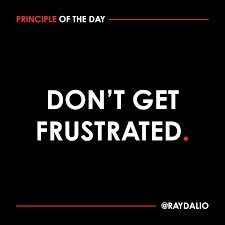 PRINCIPLE OF THE DAY
DON'T GET
FRUSTRATED.
@RAYDALIO